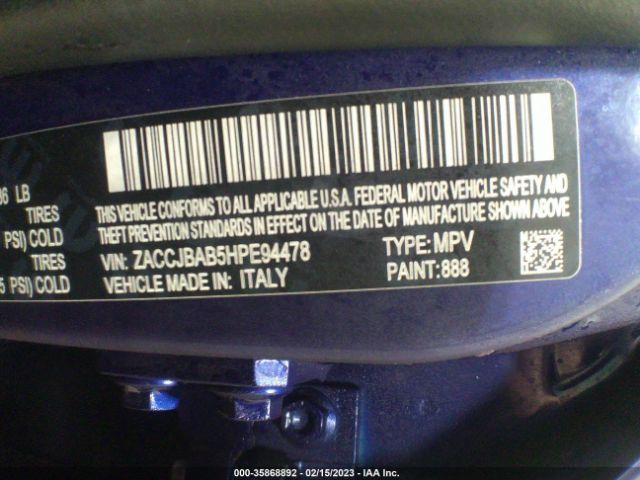 06 LB
TIRES
PSI) COLD
TIRES
5 PSI) COLD
THIS VEHICLE CONFORMS TO ALL APPLICABLE U.S.A. FEDERAL MOTOR VEHICLE SAFETY AND
THEFT PREVENTION STANDARDS IN EFFECT ON THE DATE OF MANUFACTURE SHOWN ABOVE
VIN: ZACCJBAB5HPE94478 TYPE: MPV
VEHICLE MADE IN: ITALY PAINT: 888
000-35868892 - 02/15/2023 - IAA Inc.